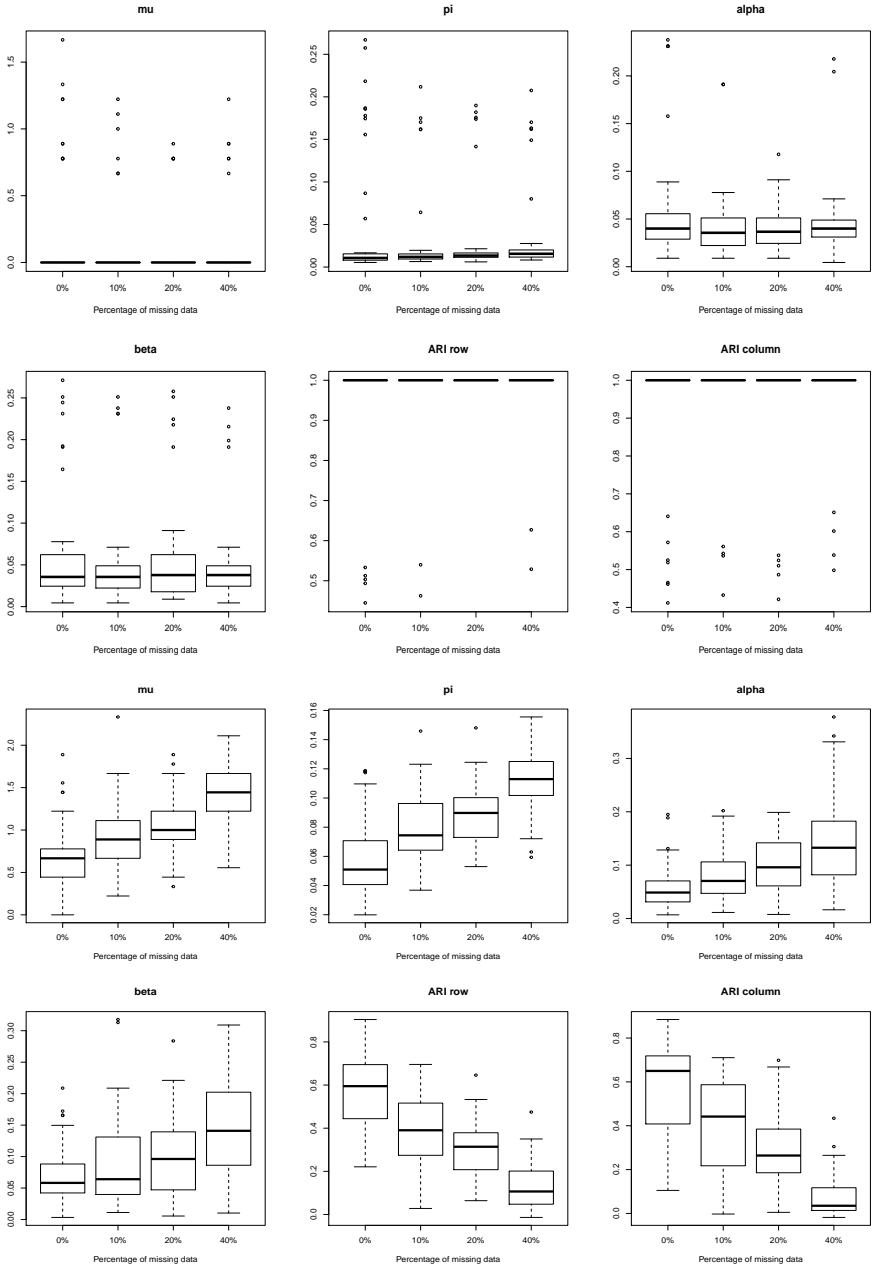 mu
pi
alpha
0.0 0.5 1.0 1.5
0.00 0.05 0.10 0.15 0.20 0.25
0.00 0.05 0.10 0.15 0.20
0% 10% 20% 40%
0% 10% 20% 40%
0% 10% 20% 40%
Percentage of missing data
Percentage of missing data
Percentage of missing data
beta
ARI row
ARI column
0.00 0.05 0.10 0.15 0.20 0.25
0.5 0.6 0.7 0.8 0.9 1.0
0.4 0.5 0.6 0.7 0.8 0.9 1.0
0% 10% 20% 40%
0% 10% 20% 40%
0% 10% 20% 40%
Percentage of missing data
Percentage of missing data
Percentage of missing data
mu
pi
alpha
0.0 0.5 1.0 1.5 2.0
0.02 0.04 0.06 0.08 0.10 0.12 0.14 0.16
0.0 0.1 0.2 0.3
0% 10% 20% 40%
0% 10% 20% 40%
0% 10% 20% 40%
Percentage of missing data
Percentage of missing data
Percentage of missing data
beta
ARI row
ARI column
0.00 0.05 0.10 0.15 0.20 0.25 0.30
0.0 0.2 0.4 0.6 0.8
0.0 0.2 0.4 0.6 0.8
0% 10% 20% 40%
0% 10% 20% 40%
0% 10% 20% 40%
Percentage of missing data
Percentage of missing data
Percentage of missing data